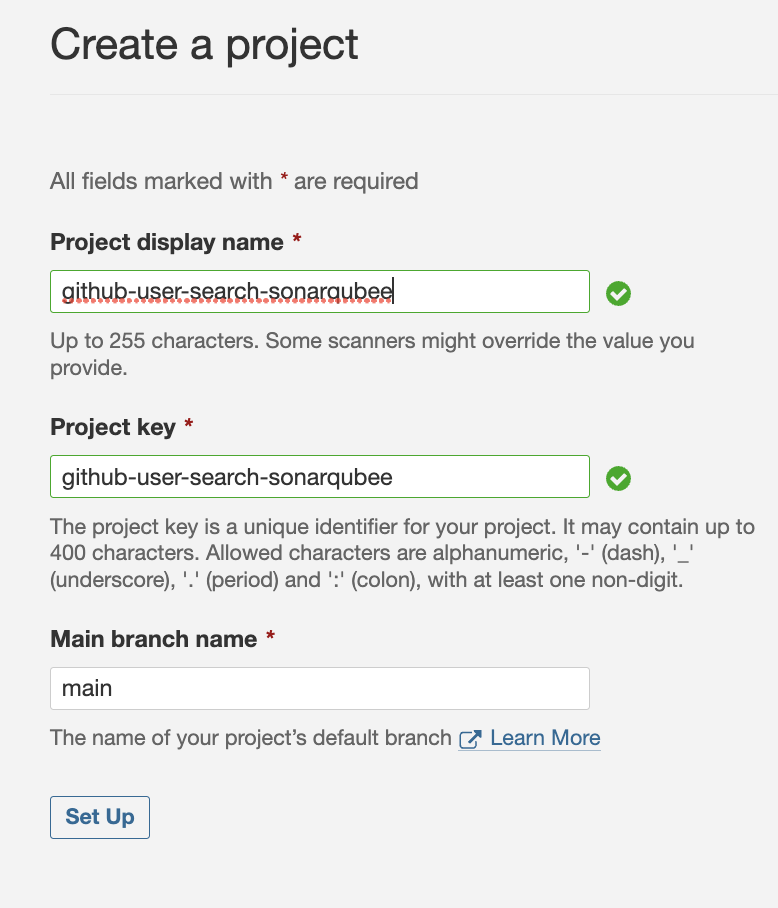 Create a project
All fields marked with * are required
Project display name *
github-user-search-sonarqubee
Up to 255 characters. Some scanners might override the value you
provide.
Project key *
github-user-search-sonarqubee
The project key is a unique identifier for your project. It may contain up to
400 characters. Allowed characters are alphanumeric, '-' (dash), '_'
(underscore), '.' (period) and ':' (colon), with at least one non-digit.
Main branch name *
main
The name of your project’s default branch Learn More
Set Up